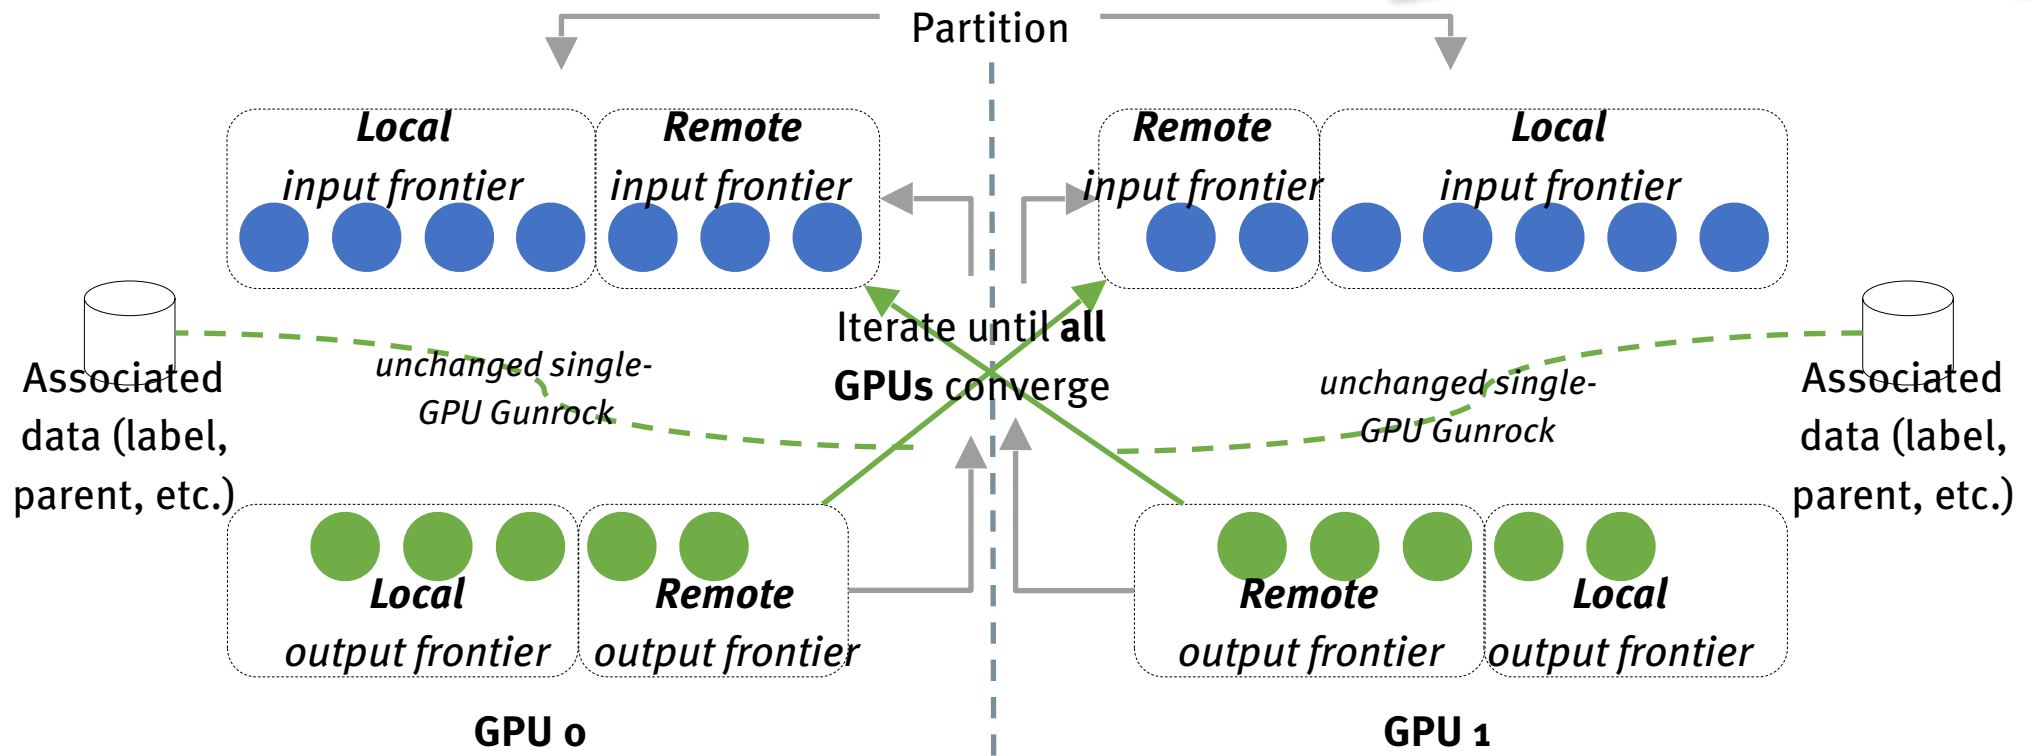 Partition
Local
input frontier
Remote
input frontier
Remote
input frontier
Local
input frontier
Iterate until all
GPUs converge
unchanged single-
GPU Gunrock
unchanged single-
GPU Gunrock
Associated
data (label,
parent, etc.)
Associated
data (label,
parent, etc.)
Local
output frontier
Remote
output frontier
Remote
output frontier
Local
output frontier
GPU 0
GPU 1